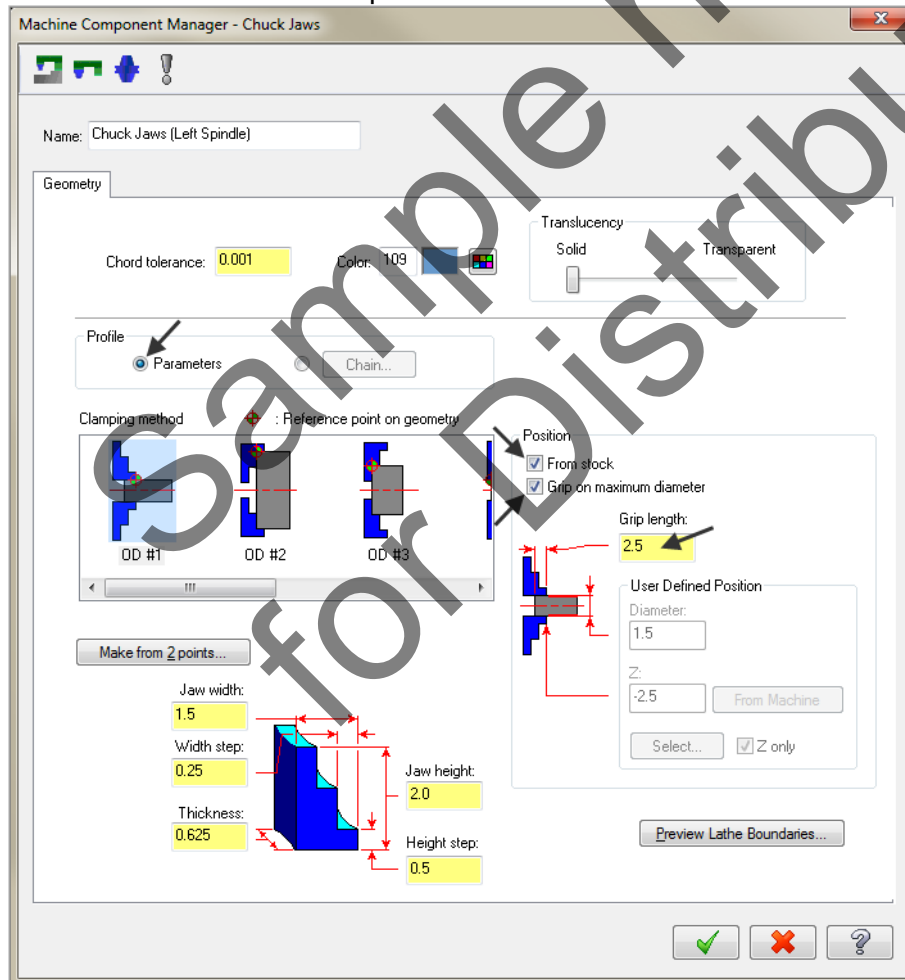 Machine Component Manager - Chuck Jaws
Name: Chuck Jaws (Left Spindle)
Geometry
Translucency
Solid Transparent
Chord tolerance: 0.001 Color: 109
Profile
Parameters Chain...
Clamping method : Reference point on geometry
OD #1 OD #2 OD #3
Position
From stock
Grip on maximum diameter
Grip length:
2.5
User Defined Position
Diameter:
1.5
Z:
-2.5 From Machine
Select... Z only
Make from 2 points...
Jaw width:
1.5
Width step:
0.25
Thickness:
0.625
Jaw height:
2.0
Height step:
0.5
Preview Lathe Boundaries...
Sample
for Distribu